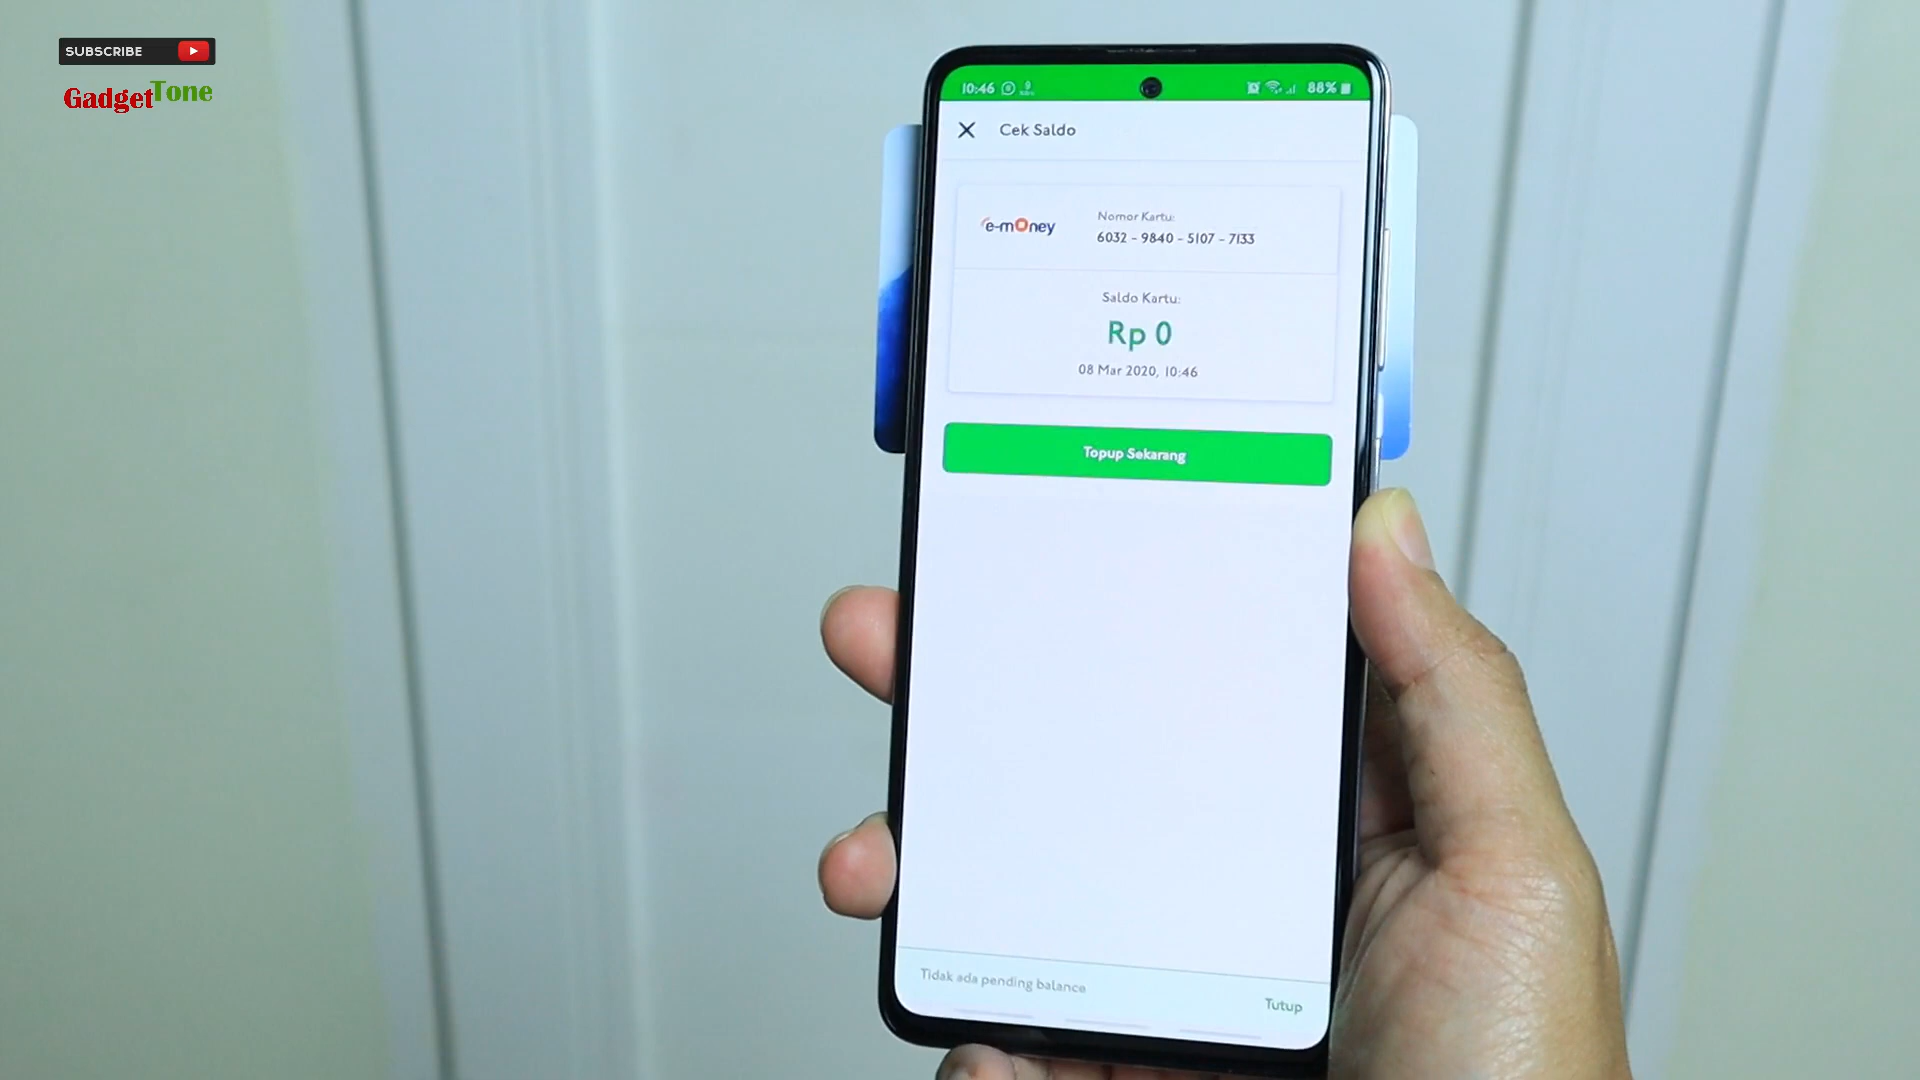 SUBSCRIBE
GadgetTone
10:46
88%
Cek Saldo
e-money
Nomor Kartu:
6032 - 9840 - 5107 - 7133
Saldo Kartu:
Rp 0
08 Mar 2020, 10:46
Topup Sekarang
Tidak ada pending balance
Tutup